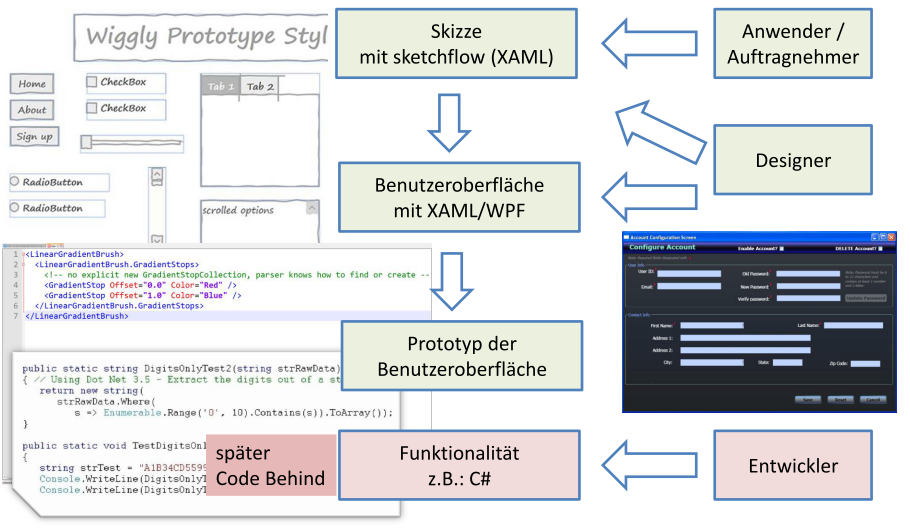 Wiggly Prototype Styl
Home
CheckBox
About
CheckBox
Sign up
Tab 1 Tab 2
RadioButton
RadioButton
scrolled options
Skizze
mit sketchflow (XAML)
Anwender /
Auftragnehmer
Designer
Benutzeroberfläche
mit XAML/WPF
1 <LinearGradientBrush>
2 <LinearGradientBrush.GradientStops>
3 <!-- no explicit new GradientStopCollection, parser knows how to find or create --
4 <GradientStop Offset="0.0" Color="Red" />
5 <GradientStop Offset="1.0" Color="Blue" />
6 </LinearGradientBrush.GradientStops>
7 </LinearGradientBrush>
Account Configuration Screen
Configure Account Enable Account? DELETE Account?
User Info
User ID: Old Password:
Email: New Password:
Verify password: Update Password
Contact Info
First Name: Last Name:
Address 1:
Address 2:
City: State: Zip Code:
Save Reset Cancel
Prototyp der
Benutzeroberfläche
public static string DigitsOnlyTest2(string strRawData)
{ // Using Dot Net 3.5 - Extract the digits out of a st
return new string(
strRawData.Where(
s => Enumerable.Range('0', 10).Contains(s)).ToArray());
}
public static void TestDigitsOnl
{
string strTest = "A1B34CD5599
Console.WriteLine(DigitsOnlyT
Console.WriteLine(DigitsOnlyT
später
Code Behind
Funktionalität
z.B.: C#
Entwickler